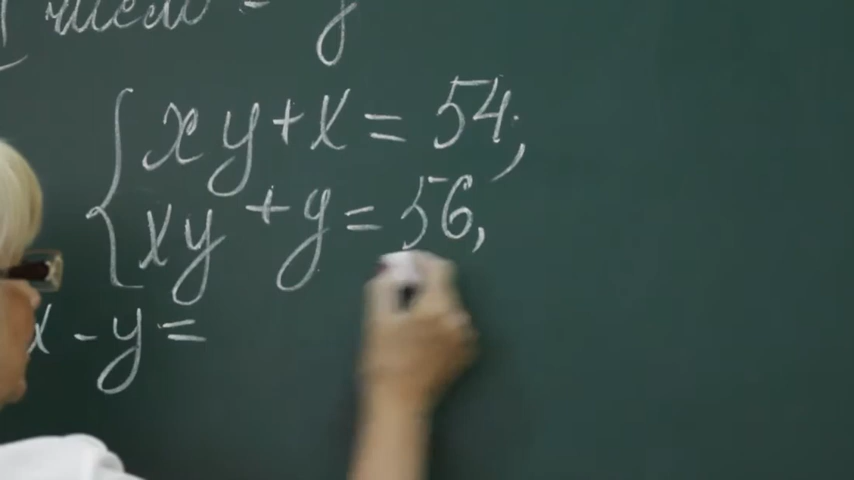 y
xy + x = 54,
xy + y = 56,
x - y =